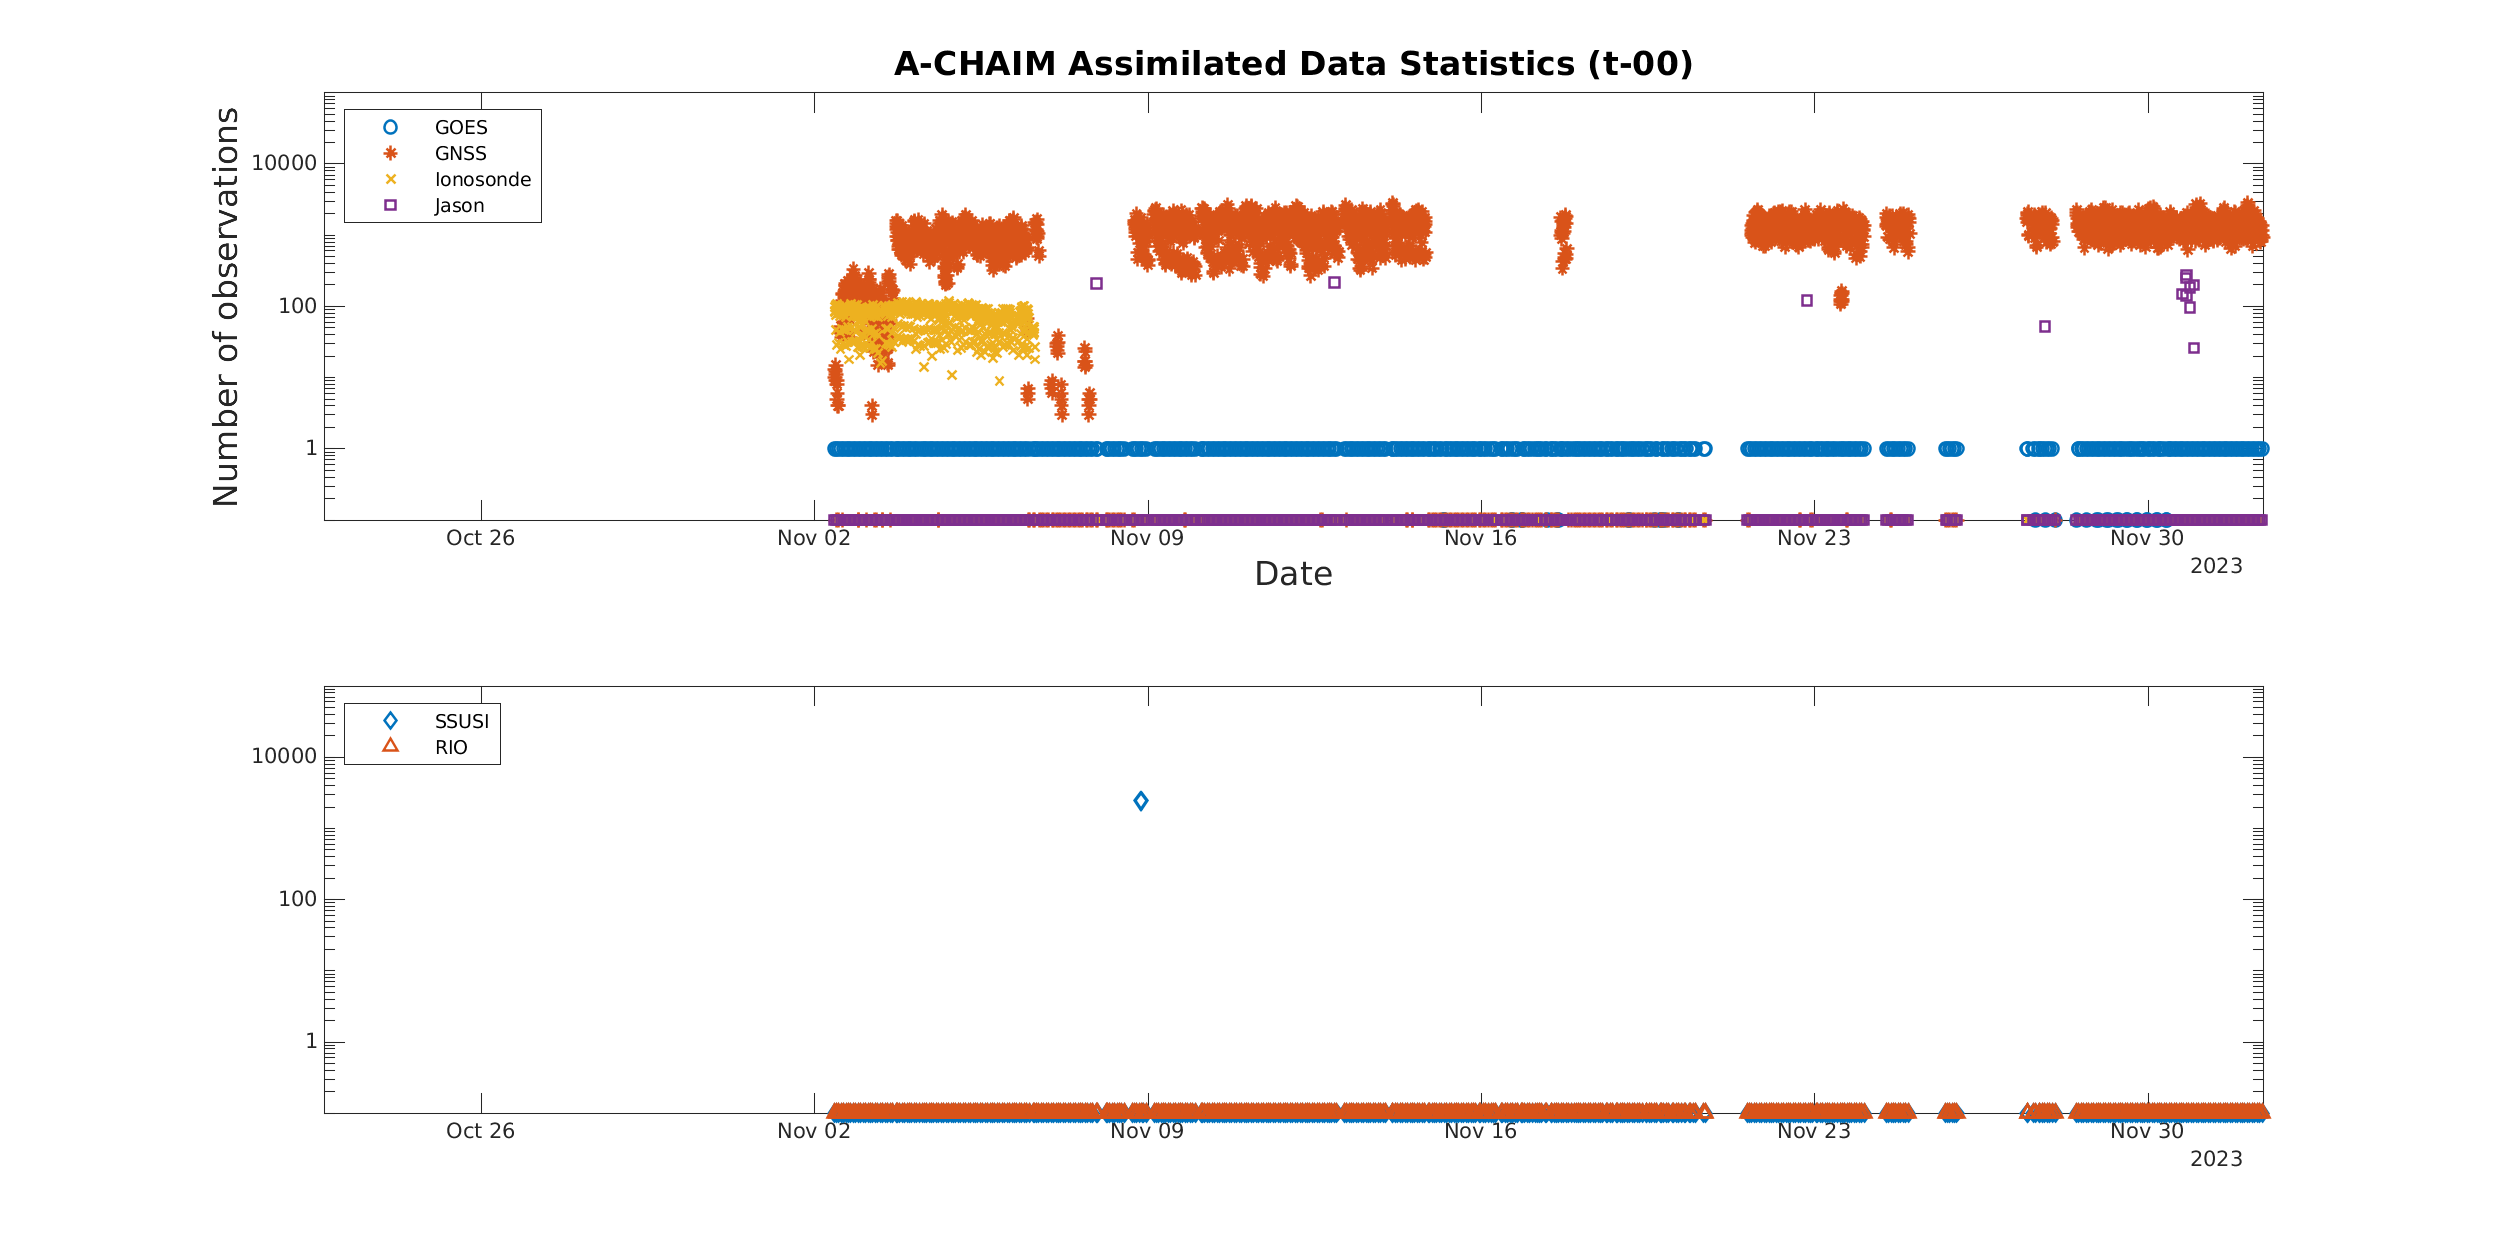 A-CHAIM Assimilated Data Statistics (t-00)
Number of observations
GOES
GNSS
Ionosonde
Jason
10000
100
1
Oct 26 Nov 02 Nov 09 Nov 16 Nov 23 Nov 30
2023
Date
SSUSI
RIO
10000
100
1
Oct 26 Nov 02 Nov 09 Nov 16 Nov 23 Nov 30
2023